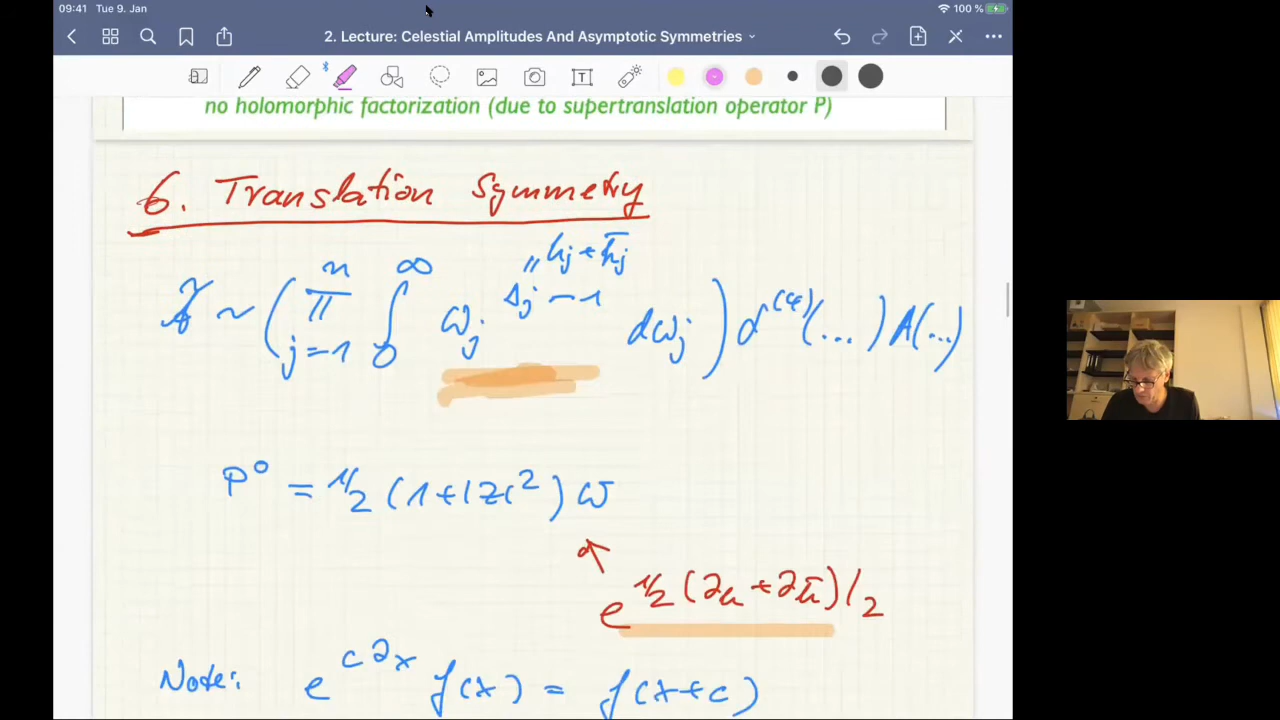 09:41 Tue 9. Jan 100 %
2. Lecture: Celestial Amplitudes And Asymptotic Symmetries
T
no holomorphic factorization (due to supertranslation operator P)
6. Translation Symmetry
Ã ~ ( ∏_{j=1}^{n} ∫_0^∞ ω_j^{Δ_j - 1} dω_j ) δ^{(4)}(...) A(...)
" h_j + h̄_j
P^0 = 1/2 (1+|z|^2) ω
e^{1/2 (∂_h + ∂_h̄)/2}
Note: e^{c∂_x} f(x) = f(x+c)